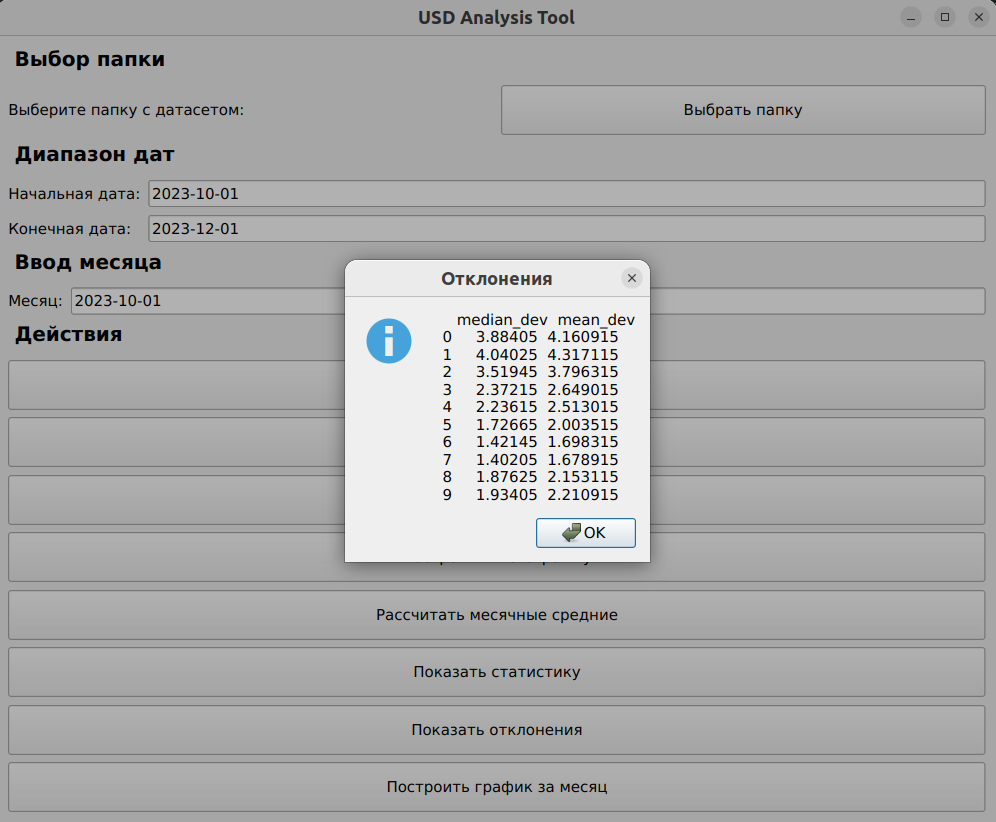 USD Analysis Tool
Выбор папки
Выберите папку с датасетом:
Выбрать папку
Диапазон дат
Начальная дата: 2023-10-01
Конечная дата: 2023-12-01
Ввод месяца
Месяц: 2023-10-01
Действия
Отклонения
median_dev mean_dev
0 3.88405 4.160915
1 4.04025 4.317115
2 3.51945 3.796315
3 2.37215 2.649015
4 2.23615 2.513015
5 1.72665 2.003515
6 1.42145 1.698315
7 1.40205 1.678915
8 1.87625 2.153115
9 1.93405 2.210915
OK
Рассчитать месячные средние
Показать статистику
Показать отклонения
Построить график за месяц